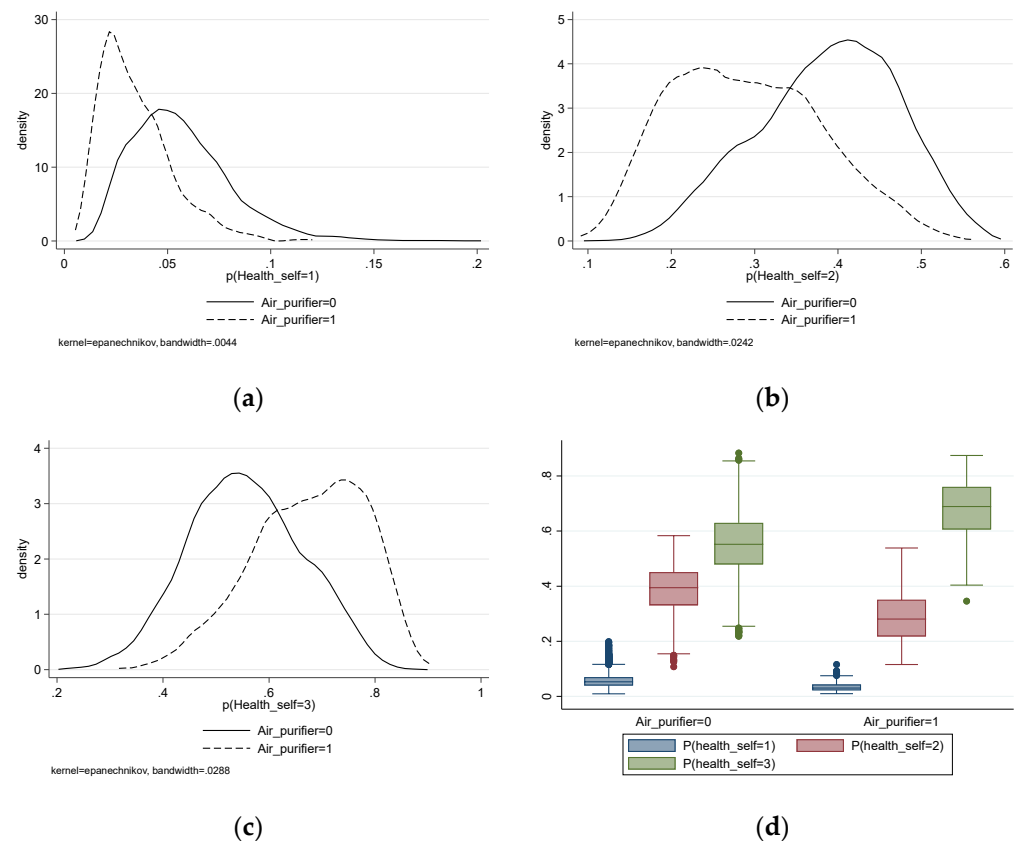 30
20
10
0
density
0 .05 .1 .15 .2
p(Health_self=1)
Air_purifier=0
Air_purifier=1
kernel=epanechnikov, bandwidth=.0044
(a)
5
4
3
2
1
0
density
.1 .2 .3 .4 .5 .6
p(Health_self=2)
Air_purifier=0
Air_purifier=1
kernel=epanechnikov, bandwidth=.0242
(b)
4
3
2
1
0
density
.2 .4 .6 .8 1
p(Health_self=3)
Air_purifier=0
Air_purifier=1
kernel=epanechnikov, bandwidth=.0288
(c)
.8
.6
.4
.2
0
Air_purifier=0 Air_purifier=1
P(health_self=1) P(health_self=2)
P(health_self=3)
(d)